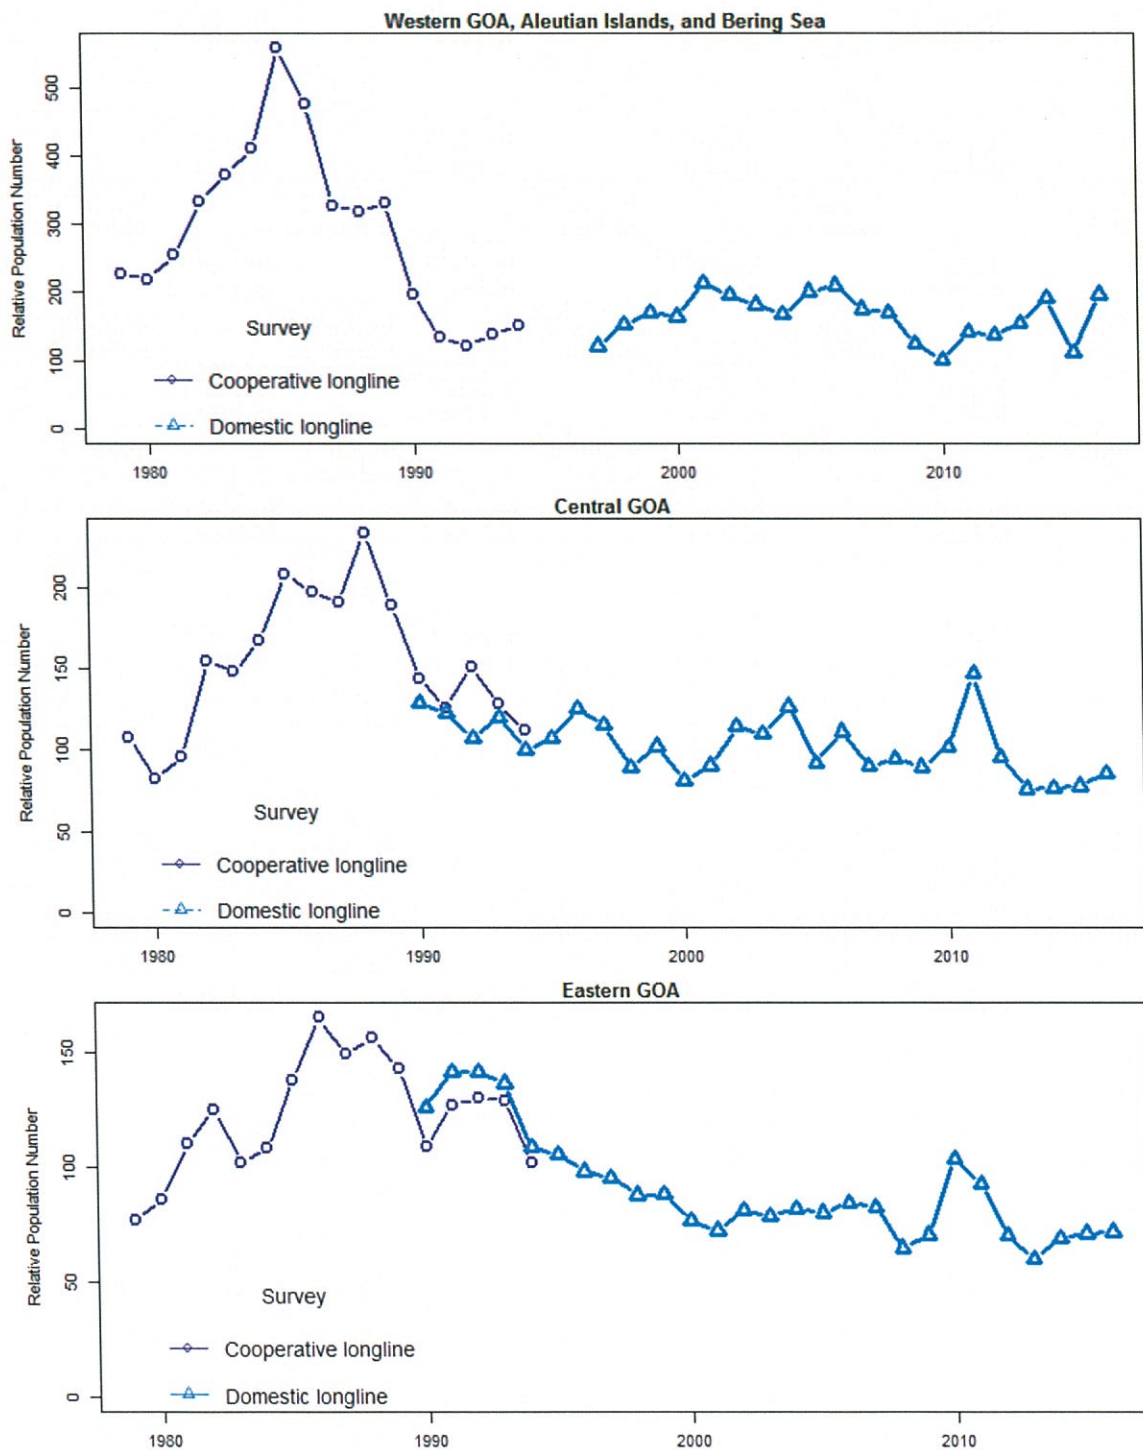 Western GOA, Aleutian Islands, and Bering Sea
Relative Population Number
500
400
300
200
100
0
Survey
Cooperative longline
Domestic longline
1980 1990 2000 2010
Central GOA
Relative Population Number
200
150
100
50
0
Survey
Cooperative longline
Domestic longline
1980 1990 2000 2010
Eastern GOA
Relative Population Number
150
100
50
0
Survey
Cooperative longline
Domestic longline
1980 1990 2000 2010